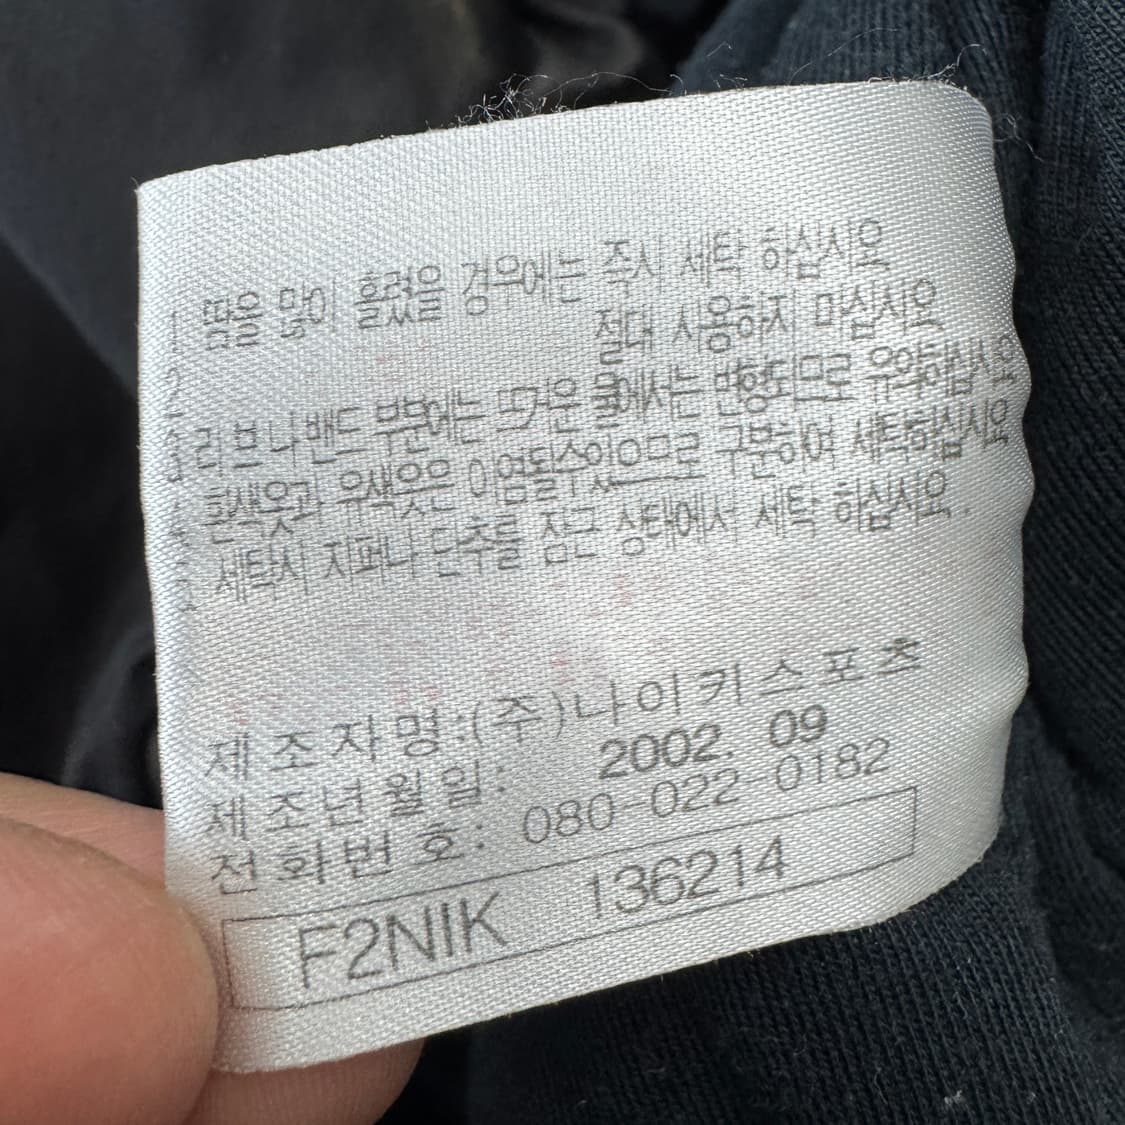 땀을 많이 흘렸을 경우에는 즉시 세탁 하십시오
절대 사용하지 마십시오
리브나 밴드 부분에는 뜨거운 물에서는 변형되므로 유의하십시오
흰색옷과 유색옷은 이염될수있으므로 구분하여 세탁하십시오
세탁시 지퍼나 단추를 잠근 상태에서 세탁 하십시오.
제조자명:(주)나이키스포츠
제조년월일: 2002. 09
전화번호: 080-022-0182
F2NIK 136214